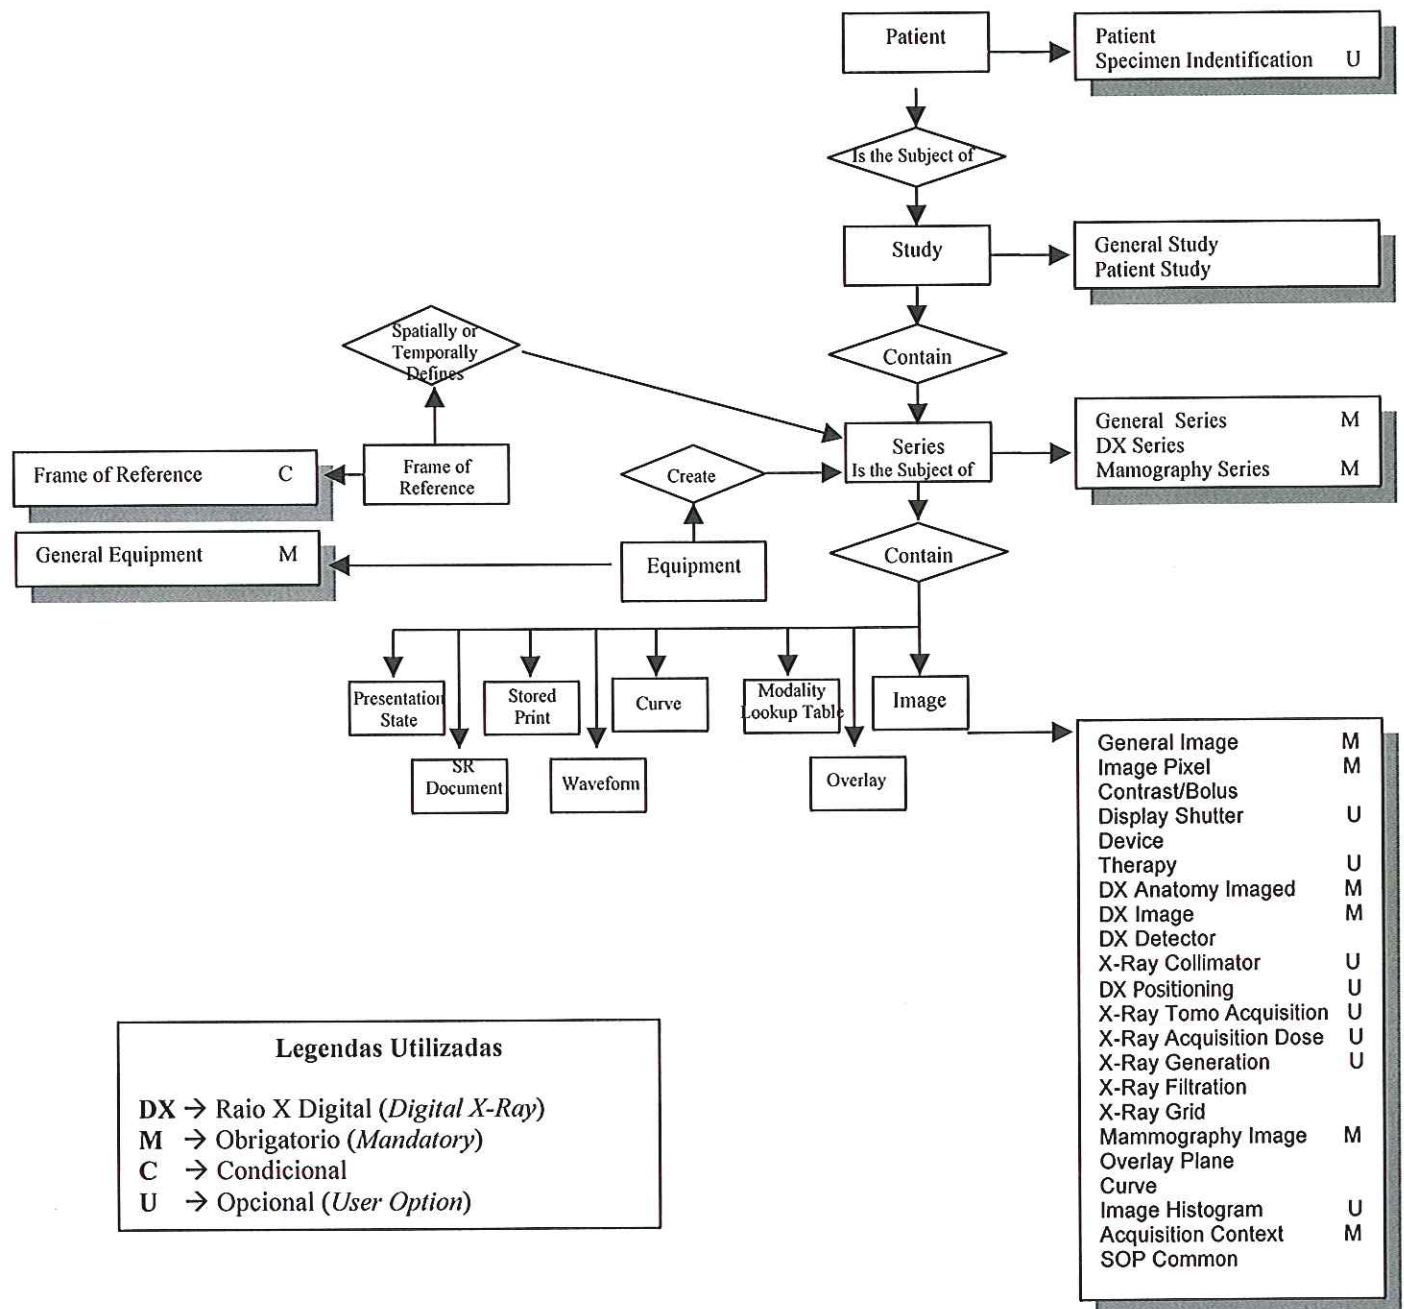 Patient
Patient
Specimen Indentification U
Is the Subject of
Study
General Study
Patient Study
Spatially or
Temporally
Defines
Contain
Series
Is the Subject of
General Series M
DX Series
Mamography Series M
Frame of Reference C
Frame of
Reference
Create
General Equipment M
Equipment
Contain
Presentation
State
Stored
Print
Curve
Modality
Lookup Table
Image
SR
Document
Waveform
Overlay
General Image M
Image Pixel M
Contrast/Bolus
Display Shutter U
Device
Therapy U
DX Anatomy Imaged M
DX Image M
DX Detector
X-Ray Collimator U
DX Positioning U
X-Ray Tomo Acquisition U
X-Ray Acquisition Dose U
X-Ray Generation U
X-Ray Filtration
X-Ray Grid
Mammography Image M
Overlay Plane
Curve
Image Histogram U
Acquisition Context M
SOP Common
Legendas Utilizadas
DX → Raio X Digital (Digital X-Ray)
M → Obrigatorio (Mandatory)
C → Condicional
U → Opcional (User Option)